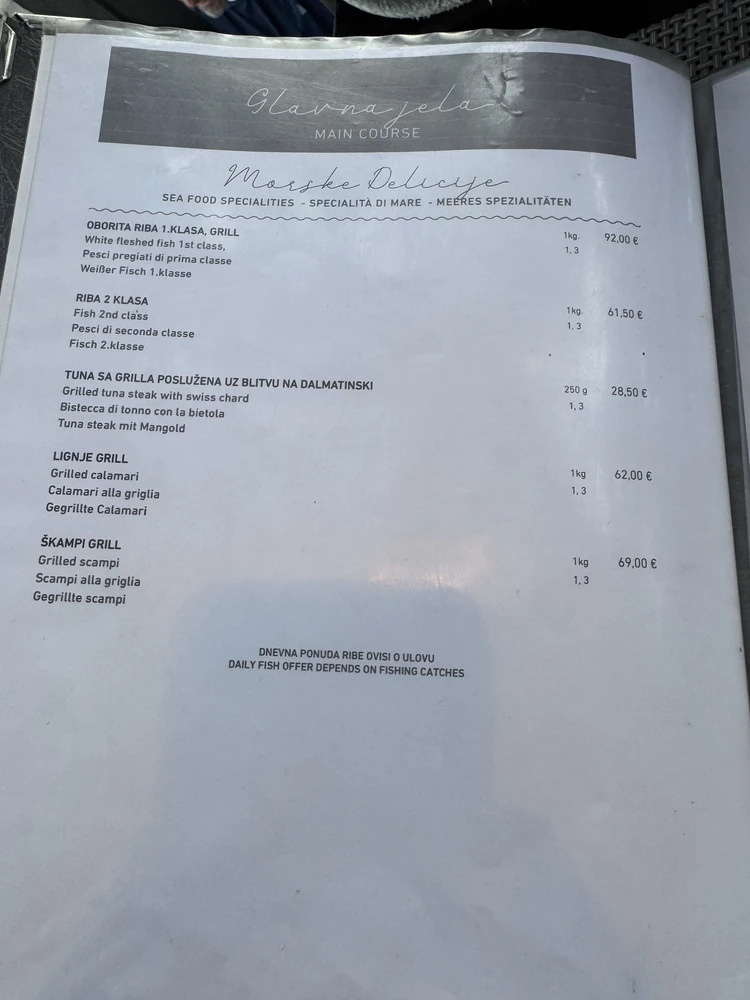 Glavna jela
MAIN COURSE
Morske Delicije
SEA FOOD SPECIALITIES - SPECIALITÀ DI MARE - MEERES SPEZIALITÄTEN
OBORITA RIBA 1.KLASA, GRILL 1kg. 92,00 €
White fleshed fish 1st class, 1, 3
Pesci pregiati di prima classe
Weißer Fisch 1.klasse
RIBA 2 KLASA 1kg. 61,50 €
Fish 2nd class 1, 3
Pesci di seconda classe
Fisch 2.klasse
TUNA SA GRILLA POSLUŽENA UZ BLITVU NA DALMATINSKI 250 g 28,50 €
Grilled tuna steak with swiss chard 1, 3
Bistecca di tonno con la bietola
Tuna steak mit Mangold
LIGNJE GRILL 1kg 62,00 €
Grilled calamari 1, 3
Calamari alla griglia
Gegrillte Calamari
ŠKAMPI GRILL 1kg 69,00 €
Grilled scampi 1, 3
Scampi alla griglia
Gegrillte scampi
DNEVNA PONUDA RIBE OVISI O ULOVU
DAILY FISH OFFER DEPENDS ON FISHING CATCHES